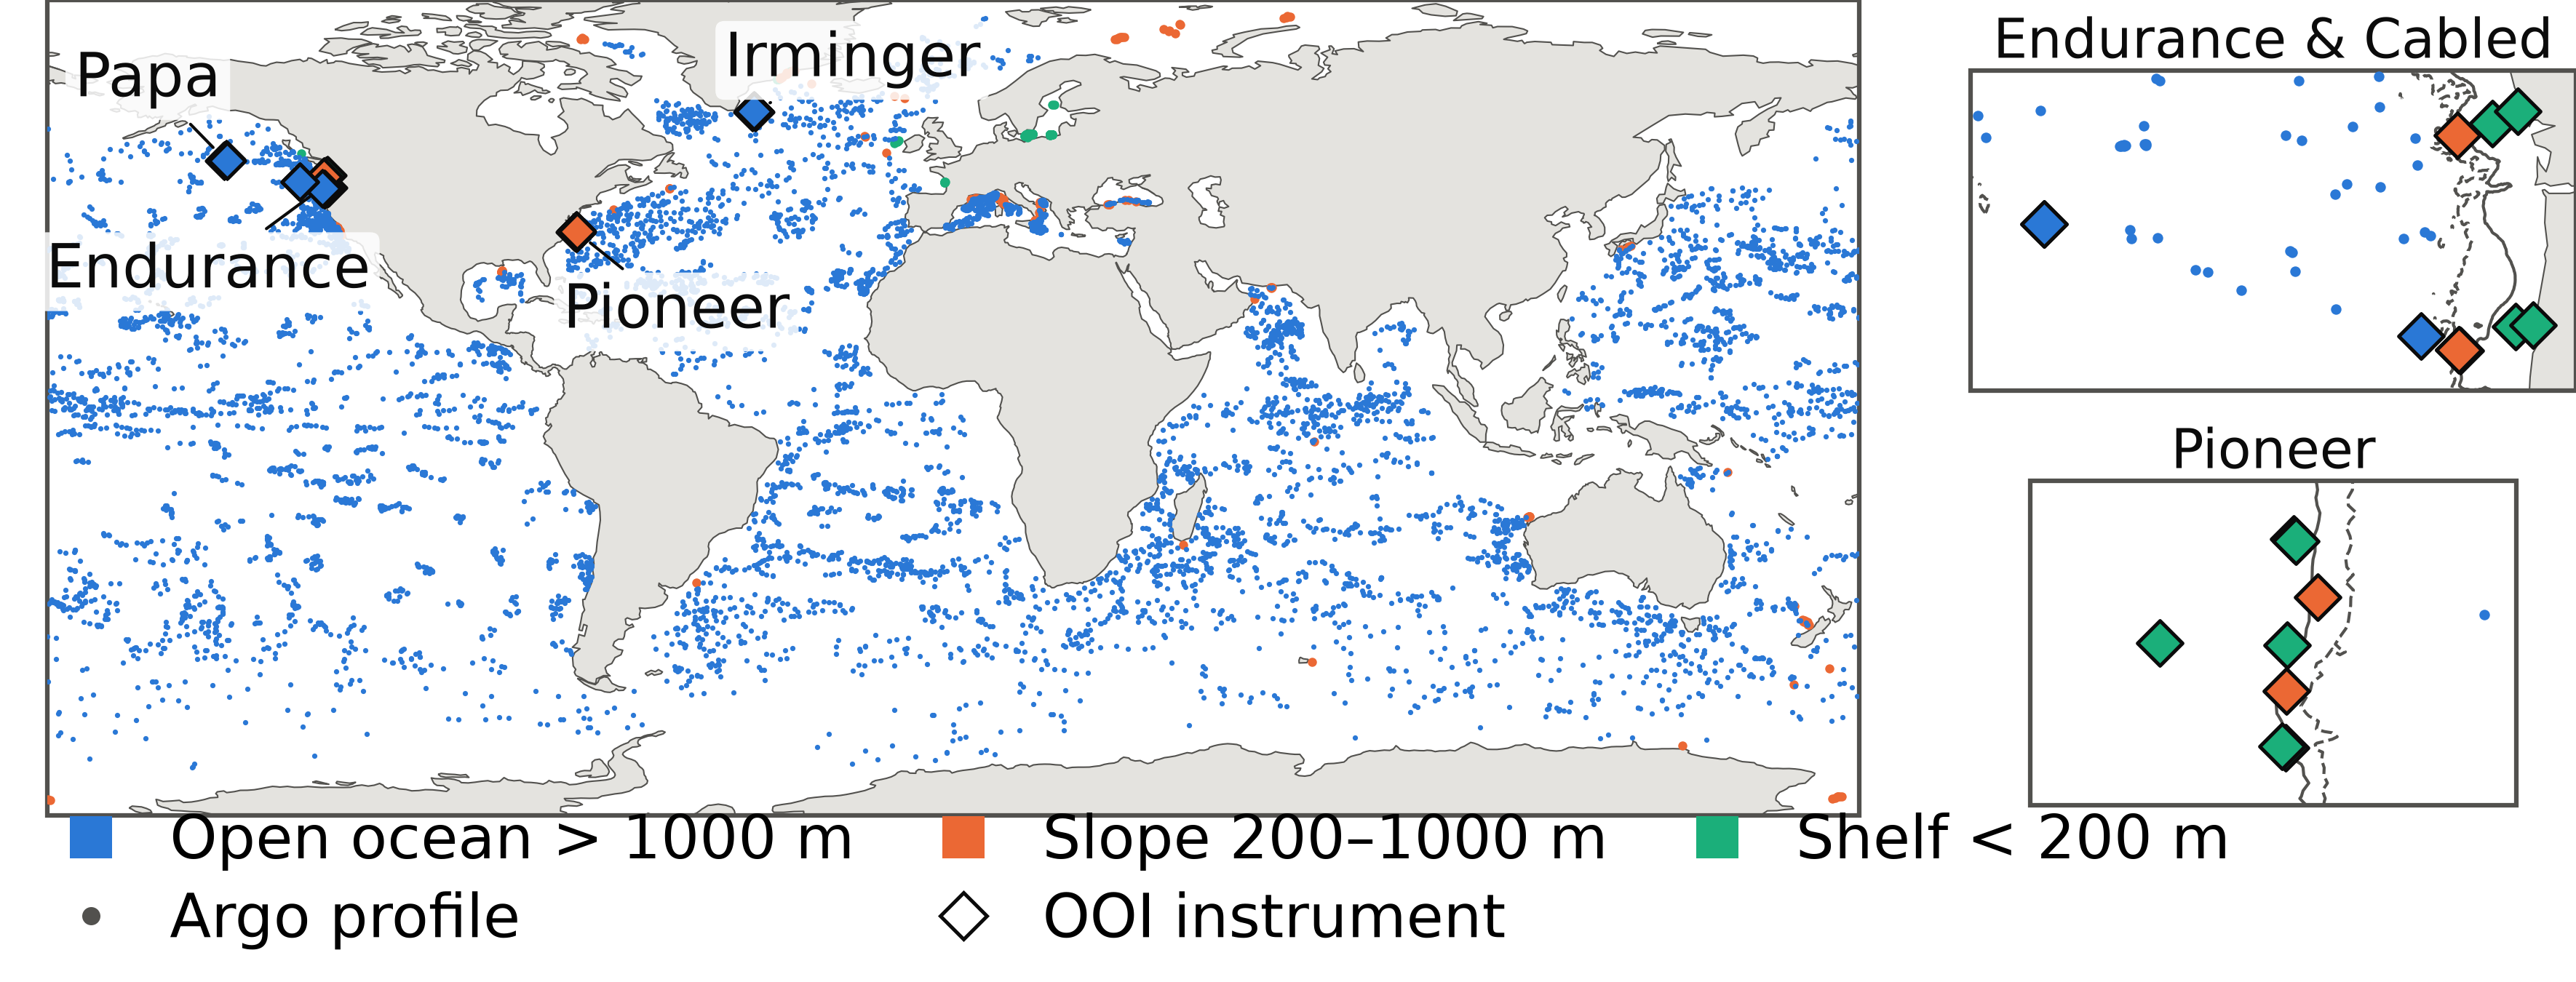 Papa
Irminger
Endurance
Pioneer
Endurance & Cabled
Pioneer
Open ocean > 1000 m
Slope 200–1000 m
Shelf < 200 m
Argo profile
OOI instrument